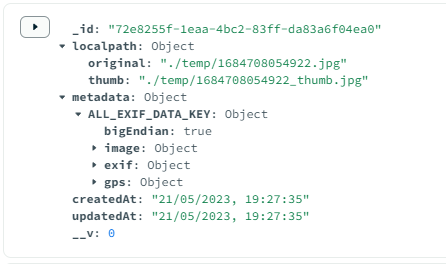 _id: "72e8255f-1eaa-4bc2-83ff-da83a6f04ea0"
localpath: Object
original: "./temp/1684708054922.jpg"
thumb: "./temp/1684708054922_thumb.jpg"
metadata: Object
ALL_EXIF_DATA_KEY: Object
bigEndian: true
image: Object
exif: Object
gps: Object
createdAt: "21/05/2023, 19:27:35"
updatedAt: "21/05/2023, 19:27:35"
__v: 0